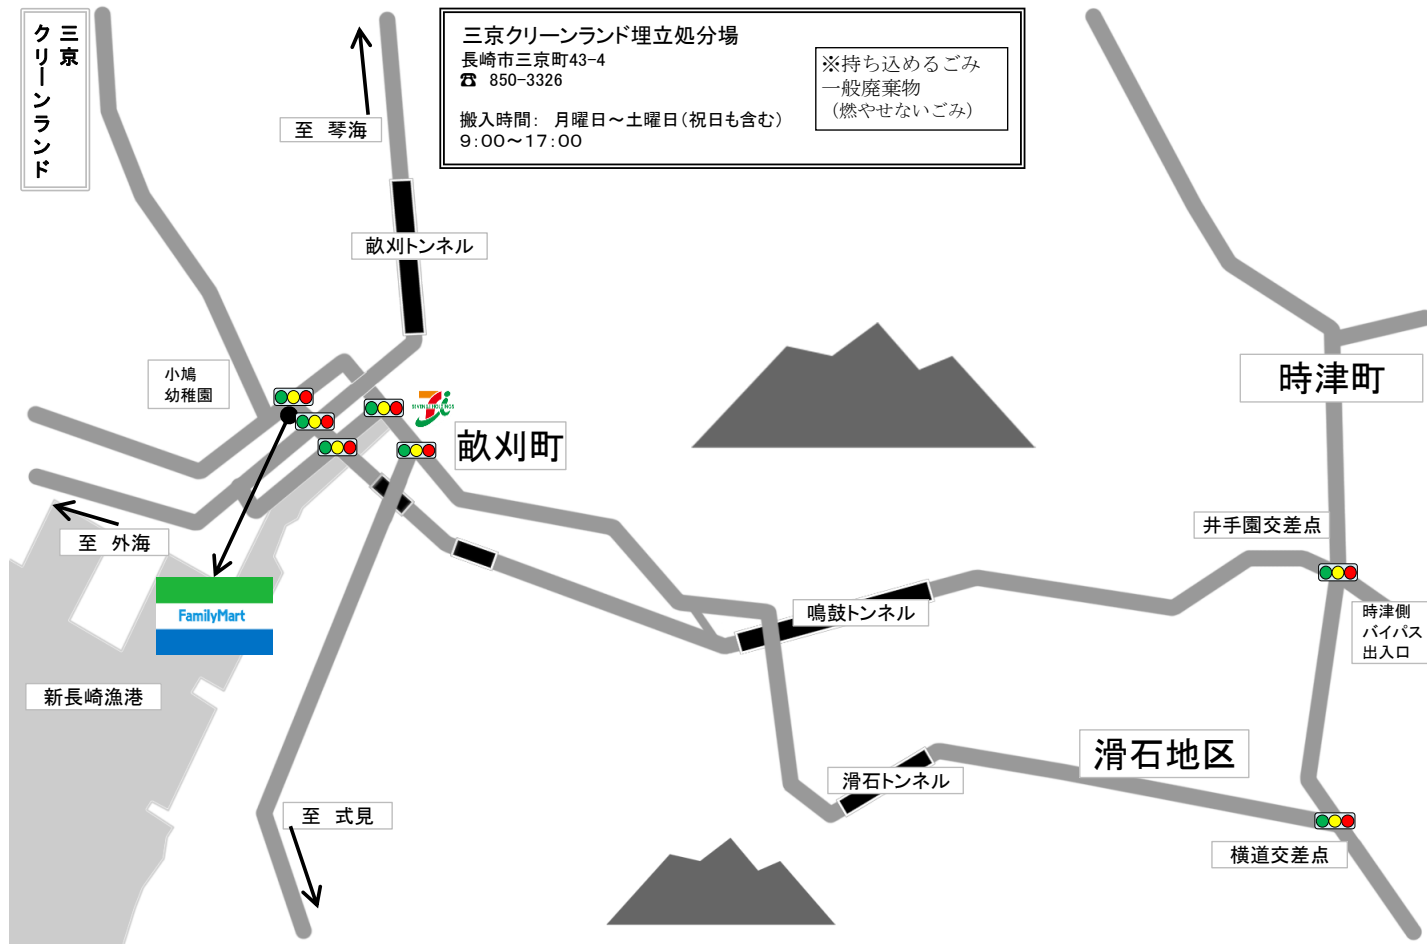 三京
クリーンランド
三京クリーンランド埋立処分場
長崎市三京町43-4
☎ 850-3326
搬入時間： 月曜日～土曜日（祝日も含む）
9:00～17:00
※持ち込めるごみ
一般廃棄物
（燃やせないごみ）
至 琴海
畝刈トンネル
小鳩
幼稚園
SEVEN & i HOLDINGS
畝刈町
時津町
井手園交差点
至 外海
FamilyMart
鳴鼓トンネル
時津側
バイパス
出入口
新長崎漁港
滑石地区
滑石トンネル
至 式見
横道交差点